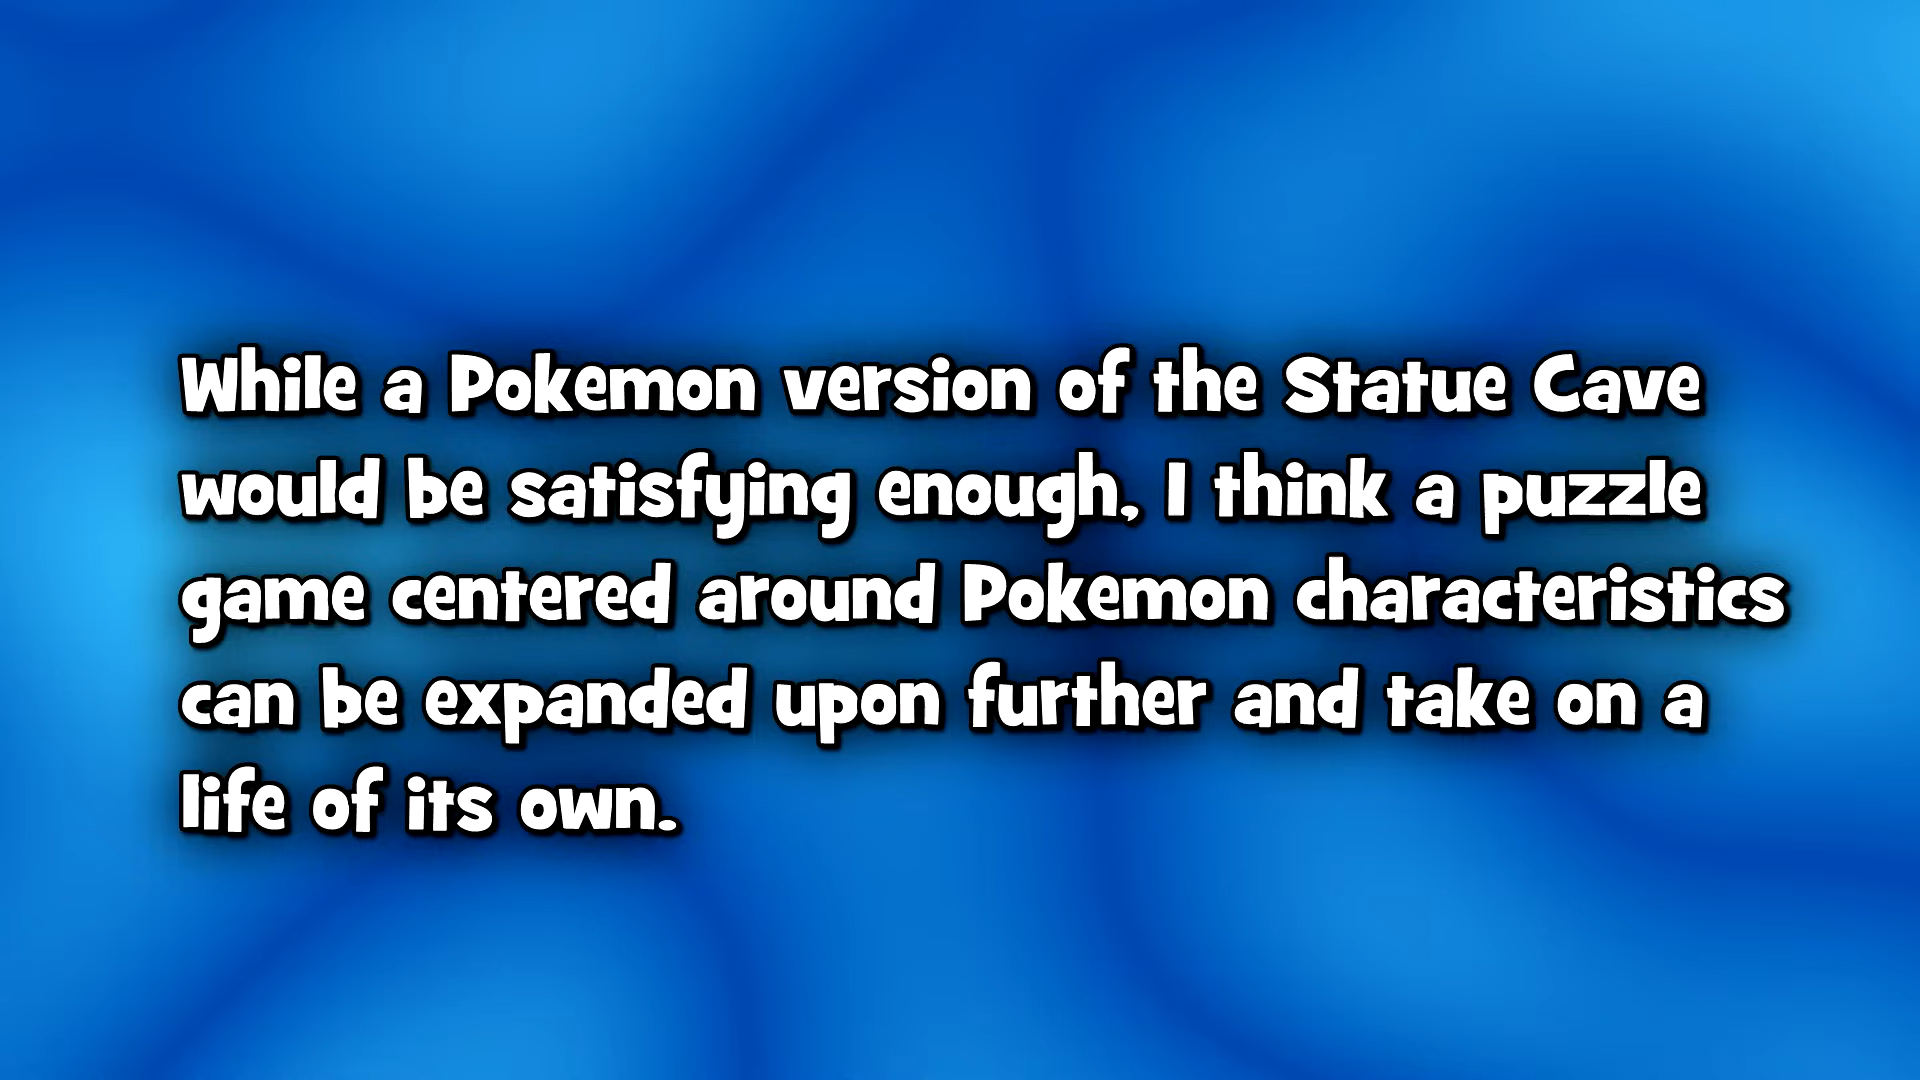 While a Pokemon version of the Statue Cave
would be satisfying enough, I think a puzzle
game centered around Pokemon characteristics
can be expanded upon further and take on a
life of its own.